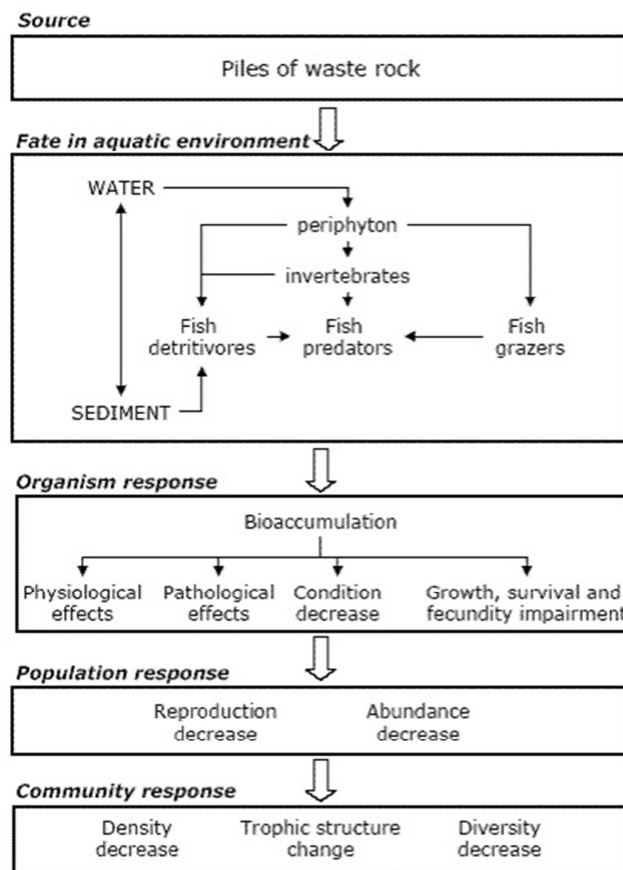 Source
Piles of waste rock
Fate in aquatic environment
WATER
periphyton
invertebrates
Fish
detritivores
Fish
predators
Fish
grazers
SEDIMENT
Organism response
Bioaccumulation
Physiological
effects
Pathological
effects
Condition
decrease
Growth, survival and
fecundity impairment
Population response
Reproduction
decrease
Abundance
decrease
Community response
Density
decrease
Trophic structure
change
Diversity
decrease